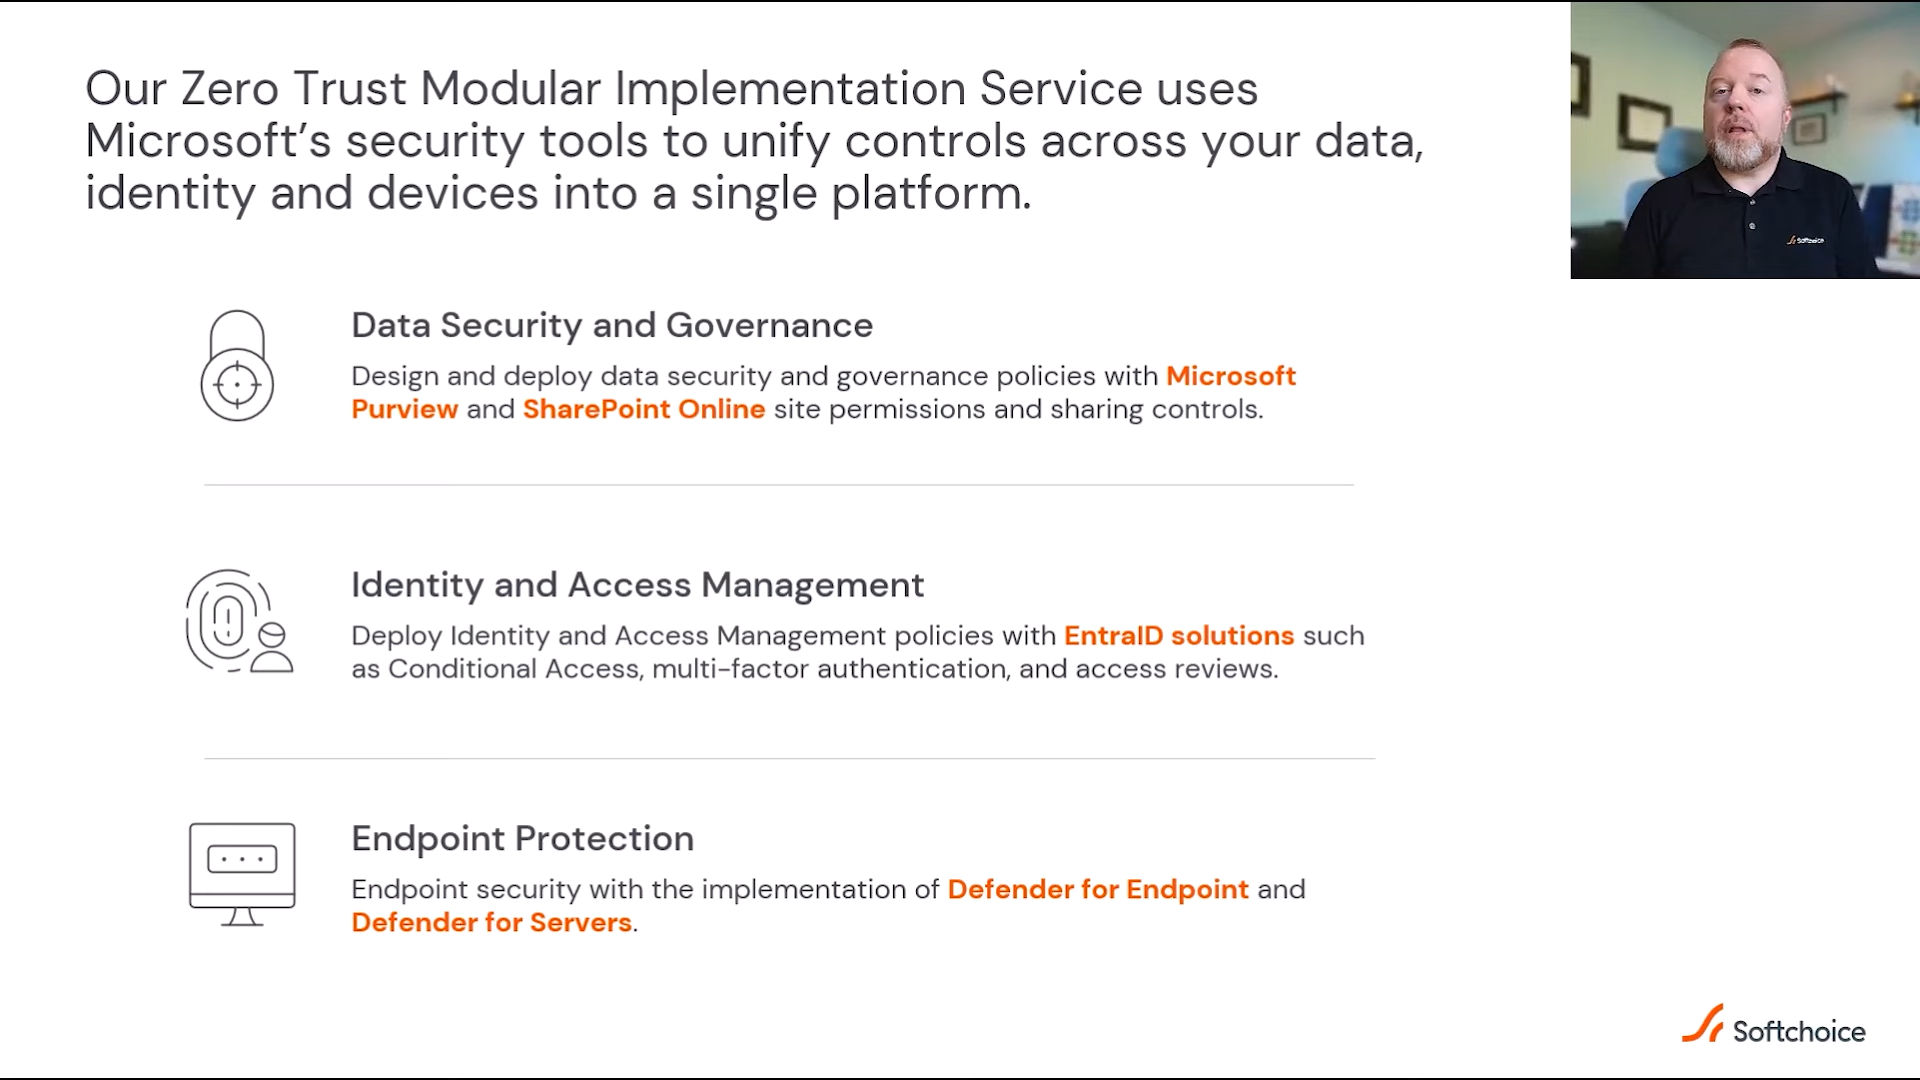 Our Zero Trust Modular Implementation Service uses
Microsoft’s security tools to unify controls across your data,
identity and devices into a single platform.
Softchoice
Data Security and Governance
Design and deploy data security and governance policies with Microsoft
Purview and SharePoint Online site permissions and sharing controls.
Identity and Access Management
Deploy Identity and Access Management policies with EntraID solutions such
as Conditional Access, multi-factor authentication, and access reviews.
Endpoint Protection
Endpoint security with the implementation of Defender for Endpoint and
Defender for Servers.
Softchoice